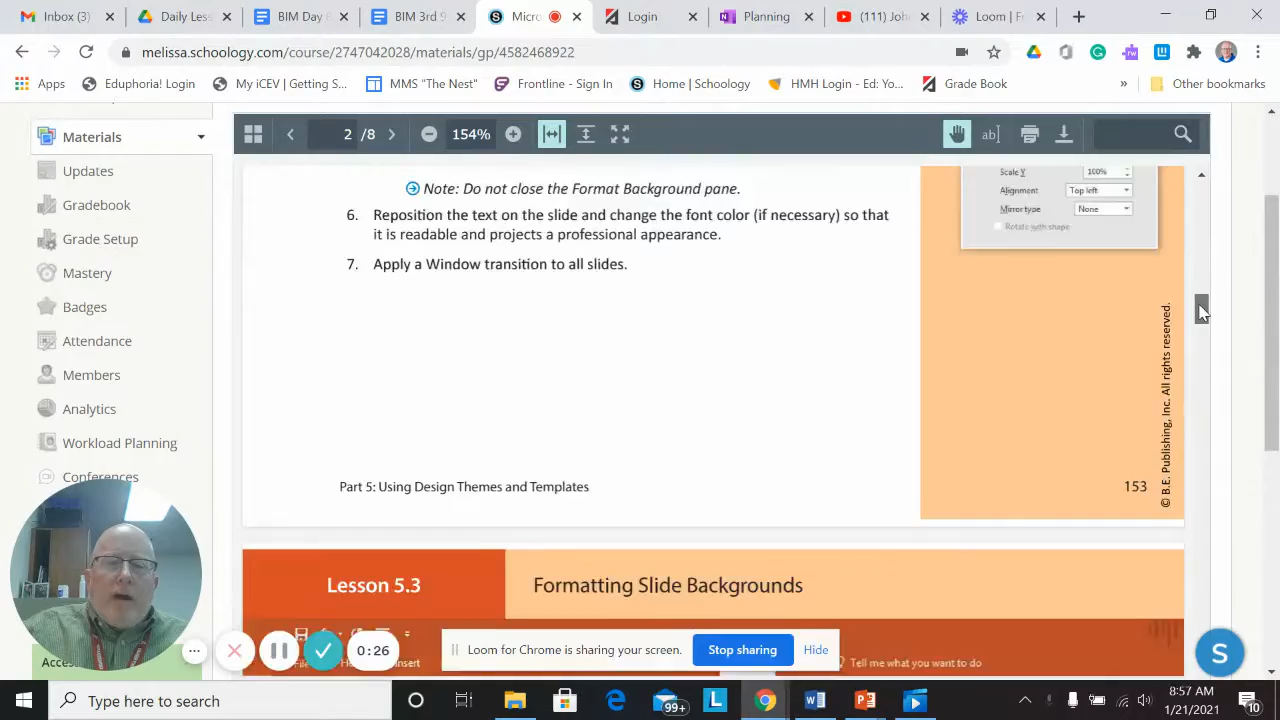 Inbox (3)
Daily Less
BIM Day 8
BIM 3rd 9
Micro
Login
Planning
(111) Joh
Loom | Fr
melissa.schoology.com/course/2747042028/materials/gp/4582468922
Apps
Eduphoria! Login
My iCEV | Getting S...
MMS "The Nest"
Frontline - Sign In
Home | Schoology
HMH Login - Ed: Yo...
Grade Book
»
Other bookmarks
Materials
Updates
Gradebook
Grade Setup
Mastery
Badges
Attendance
Members
Analytics
Workload Planning
Conferences
2 /8
154%
ab
Note: Do not close the Format Background pane.
6. Reposition the text on the slide and change the font color (if necessary) so that
it is readable and projects a professional appearance.
7. Apply a Window transition to all slides.
Scale Y 100%
Alignment Top left
Mirror type None
Rotate with shape
© B.E. Publishing, Inc. All rights reserved.
Part 5: Using Design Themes and Templates
153
Lesson 5.3
Formatting Slide Backgrounds
0:26
Loom for Chrome is sharing your screen.
Stop sharing
Hide
nsert
Tell me what you want to do
S
Type here to search
99+
L
8:57 AM
1/21/2021
10